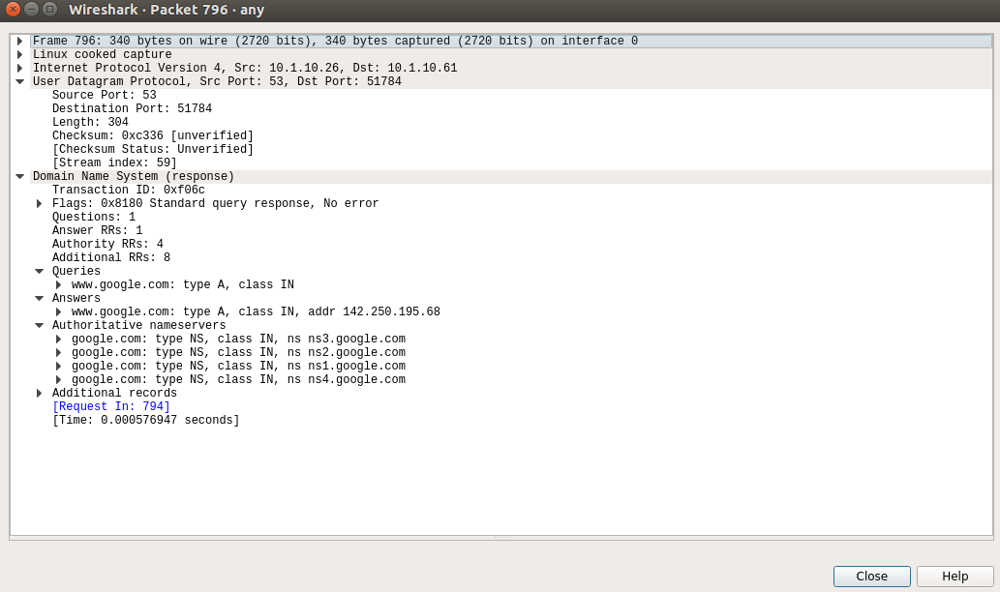 Wireshark · Packet 796 · any
Frame 796: 340 bytes on wire (2720 bits), 340 bytes captured (2720 bits) on interface 0
Linux cooked capture
Internet Protocol Version 4, Src: 10.1.10.26, Dst: 10.1.10.61
User Datagram Protocol, Src Port: 53, Dst Port: 51784
Source Port: 53
Destination Port: 51784
Length: 304
Checksum: 0xc336 [unverified]
[Checksum Status: Unverified]
[Stream index: 59]
Domain Name System (response)
Transaction ID: 0xf06c
Flags: 0x8180 Standard query response, No error
Questions: 1
Answer RRs: 1
Authority RRs: 4
Additional RRs: 8
Queries
www.google.com: type A, class IN
Answers
www.google.com: type A, class IN, addr 142.250.195.68
Authoritative nameservers
google.com: type NS, class IN, ns ns3.google.com
google.com: type NS, class IN, ns ns2.google.com
google.com: type NS, class IN, ns ns1.google.com
google.com: type NS, class IN, ns ns4.google.com
Additional records
[Request In: 794]
[Time: 0.000576947 seconds]
Close Help